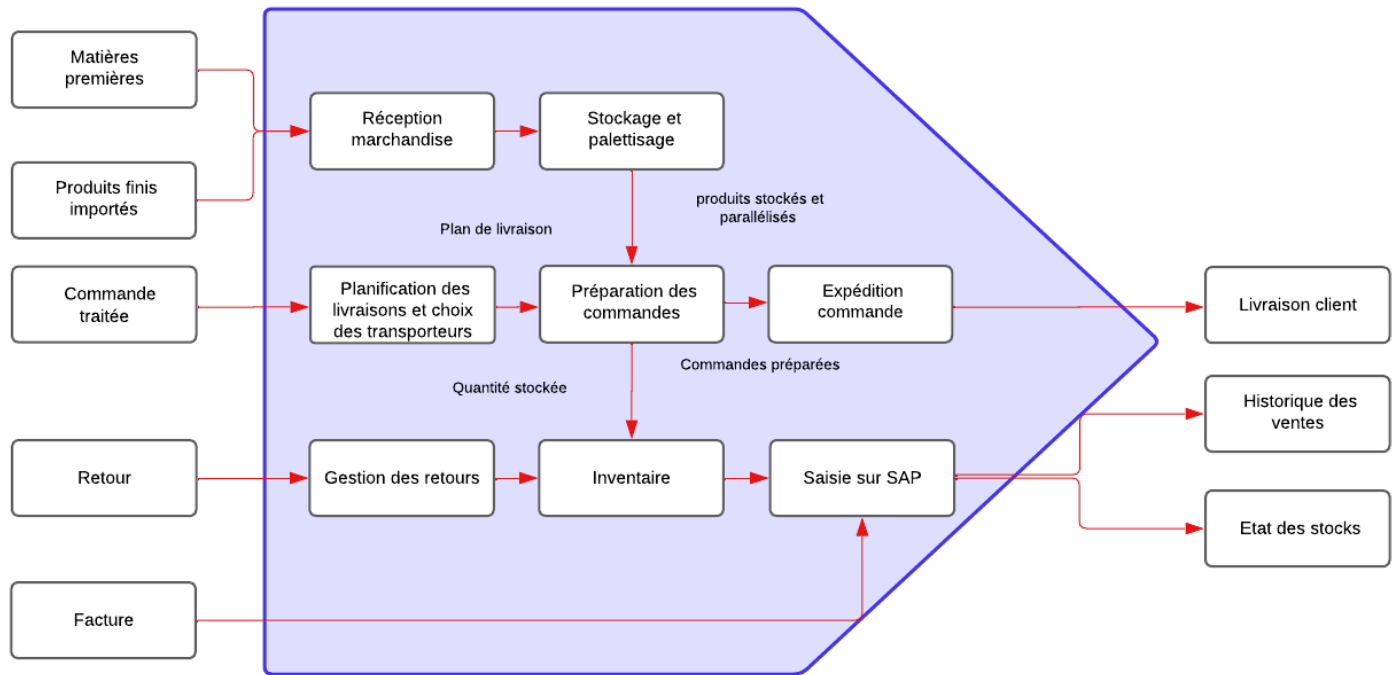 Matières
premières
Réception
marchandise
Stockage et
palettisage
Produits finis
importés
produits stockés et
parallélisés
Plan de livraison
Commande
traitée
Planification des
livraisons et choix
des transporteurs
Préparation des
commandes
Expédition
commande
Livraison client
Commandes préparées
Quantité stockée
Historique des
ventes
Retour
Gestion des retours
Inventaire
Saisie sur SAP
Etat des stocks
Facture